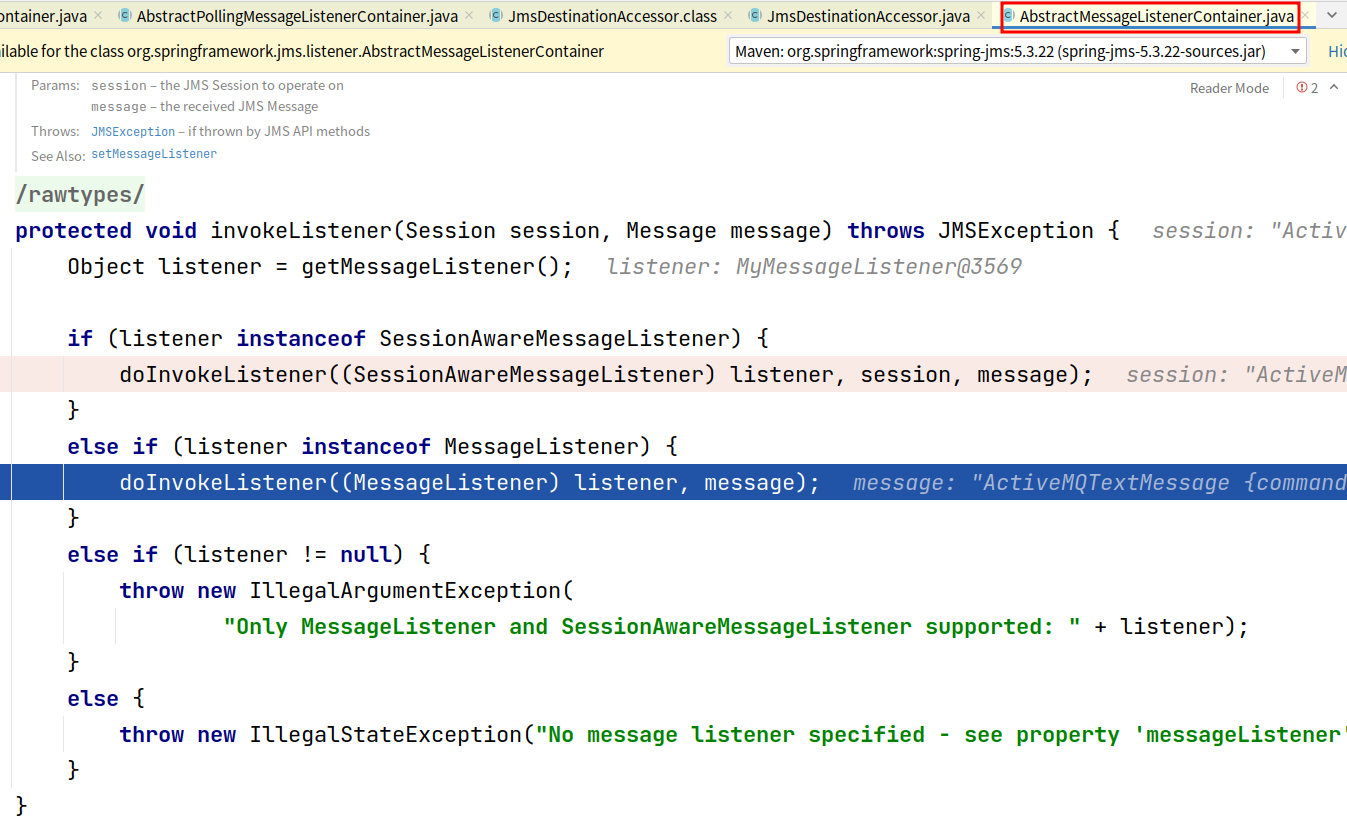 ontainer.java × AbstractPollingMessageListenerContainer.java × JmsDestinationAccessor.class × JmsDestinationAccessor.java × AbstractMessageListenerContainer.java ×
ilable for the class org.springframework.jms.listener.AbstractMessageListenerContainer Maven: org.springframework:spring-jms:5.3.22 (spring-jms-5.3.22-sources.jar) Hid
Params: session – the JMS Session to operate on Reader Mode 2
message – the received JMS Message
Throws: JMSException – if thrown by JMS API methods
See Also: setMessageListener
/rawtypes/
protected void invokeListener(Session session, Message message) throws JMSException { session: "Activ
Object listener = getMessageListener(); listener: MyMessageListener@3569
if (listener instanceof SessionAwareMessageListener) {
doInvokeListener((SessionAwareMessageListener) listener, session, message); session: "ActiveM
}
else if (listener instanceof MessageListener) {
doInvokeListener((MessageListener) listener, message); message: "ActiveMQTextMessage {command
}
else if (listener != null) {
throw new IllegalArgumentException(
"Only MessageListener and SessionAwareMessageListener supported: " + listener);
}
else {
throw new IllegalStateException("No message listener specified - see property 'messageListener'
}
}